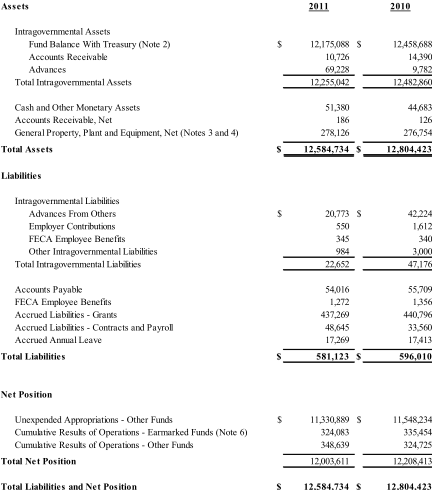 Assets 2011 2010
Intragovernmental Assets
Fund Balance With Treasury (Note 2) $ 12,175,088 $ 12,458,688
Accounts Receivable 10,726 14,390
Advances 69,228 9,782
Total Intragovernmental Assets 12,255,042 12,482,860
Cash and Other Monetary Assets 51,380 44,683
Accounts Receivable, Net 186 126
General Property, Plant and Equipment, Net (Notes 3 and 4) 278,126 276,754
Total Assets $ 12,584,734 $ 12,804,423
Liabilities
Intragovernmental Liabilities
Advances From Others $ 20,773 $ 42,224
Employer Contributions 550 1,612
FECA Employee Benefits 345 340
Other Intragovernmental Liabilities 984 3,000
Total Intragovernmental Liabilities 22,652 47,176
Accounts Payable 54,016 55,709
FECA Employee Benefits 1,272 1,356
Accrued Liabilities - Grants 437,269 440,796
Accrued Liabilities - Contracts and Payroll 48,645 33,560
Accrued Annual Leave 17,269 17,413
Total Liabilities $ 581,123 $ 596,010
Net Position
Unexpended Appropriations - Other Funds $ 11,330,889 $ 11,548,234
Cumulative Results of Operations - Earmarked Funds (Note 6) 324,083 335,454
Cumulative Results of Operations - Other Funds 348,639 324,725
Total Net Position 12,003,611 12,208,413
Total Liabilities and Net Position $ 12,584,734 $ 12,804,423